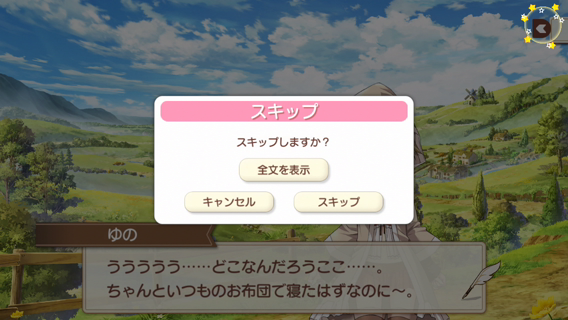 スキップ
スキップしますか？
全文を表示
キャンセル
スキップ
ゆの
うううううう……どこなんだろうここ……。
ちゃんといつものお布団で寝たはずなのに～。